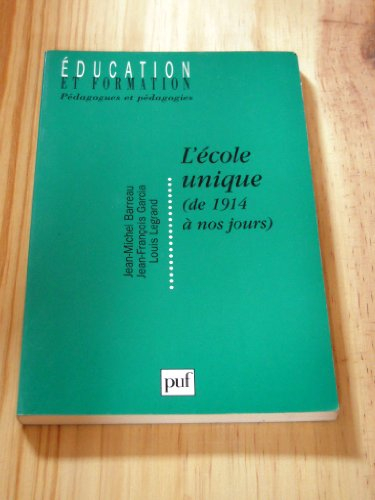 ÉDUCATION
ET FORMATION
Pédagogues et pédagogies
L'école
unique
(de 1914
à nos jours)
Jean-Michel Barreau
Jean-François Garcia
Louis Legrand
puf